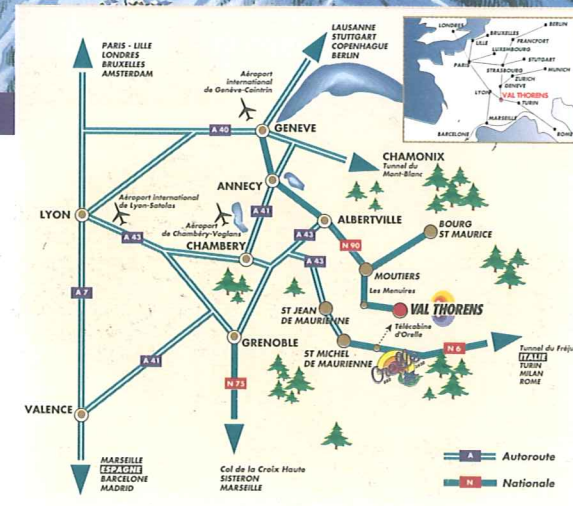 PARIS - LILLE
LONDRES
BRUXELLES
AMSTERDAM
LAUSANNE
STUTTGART
COPENHAGUE
BERLIN
LONDRES
BRUXELLES
BERLIN
LILLE
FRANCFORT
LUXEMBOURG
PARIS
STUTTGART
STRASBOURG
MUNICH
ZURICH
GENEVE
LYON
VAL THORENS
TURIN
MARSEILLE
BARCELONE
ROME
Aéroport
international
de Genève-Cointrin
A 40
GENEVE
CHAMONIX
Tunnel du
Mont-Blanc
ANNECY
Aéroport international
de Lyon-Satolas
LYON
A 43
Aéroport
de Chambéry-Voglans
A 41
CHAMBERY
ALBERTVILLE
A 43
N 90
BOURG
ST MAURICE
A 43
MOUTIERS
Les Menuires
A 7
VAL THORENS
ST JEAN
DE MAURIENNE
Télécabine
d'Orelle
GRENOBLE
ST MICHEL
DE MAURIENNE
N 6
Tunnel du Fréju
ITALIE
TURIN
MILAN
ROME
A 41
N 75
VALENCE
MARSEILLE
ESPAGNE
BARCELONE
MADRID
Col de la Croix Haute
SISTERON
MARSEILLE
A Autoroute
N Nationale